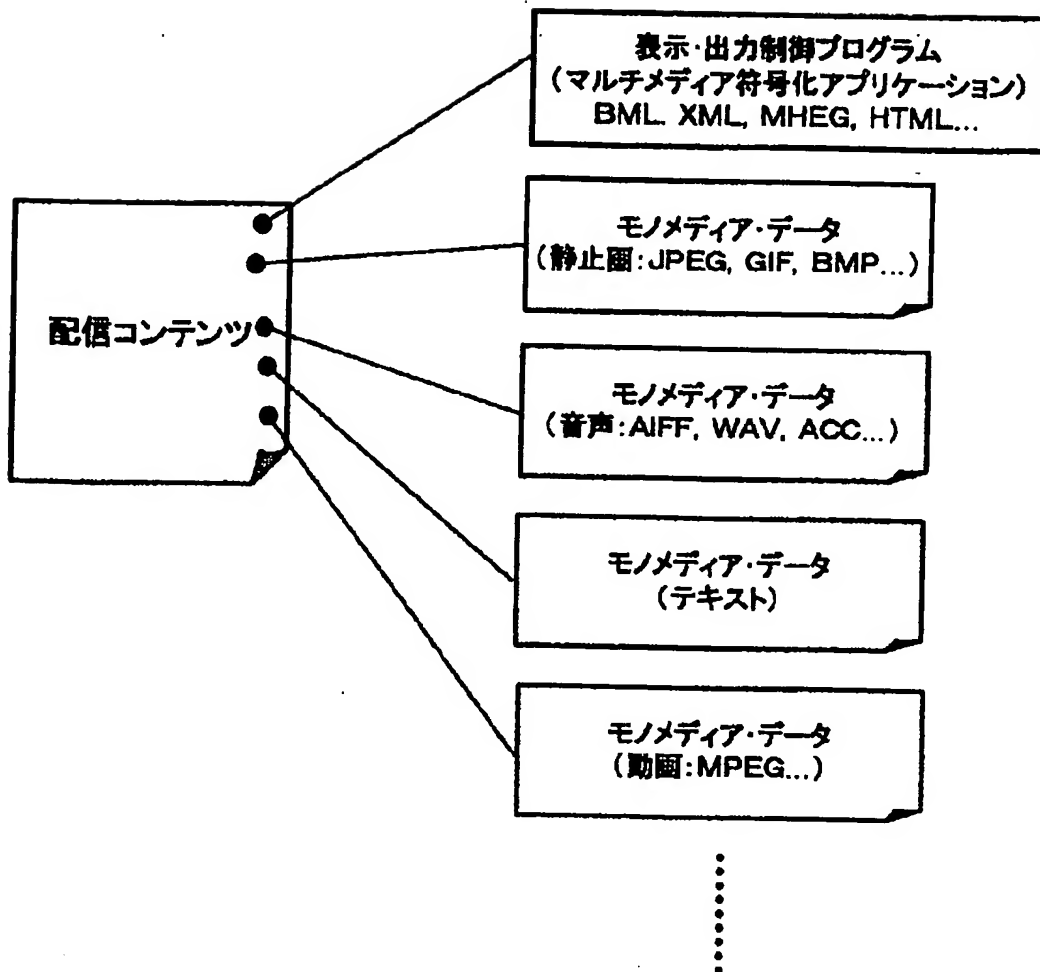 表示・出力制御プログラム
(マルチメディア符号化アプリケーション)
BML. XML, MHEG, HTML...
モノメディア・データ
(静止画:JPEG, GIF, BMP...)
配信コンテンツ
モノメディア・データ
(音声:AIFF, WAV, ACC...)
モノメディア・データ
(テキスト)
モノメディア・データ
(動画:MPEG...)